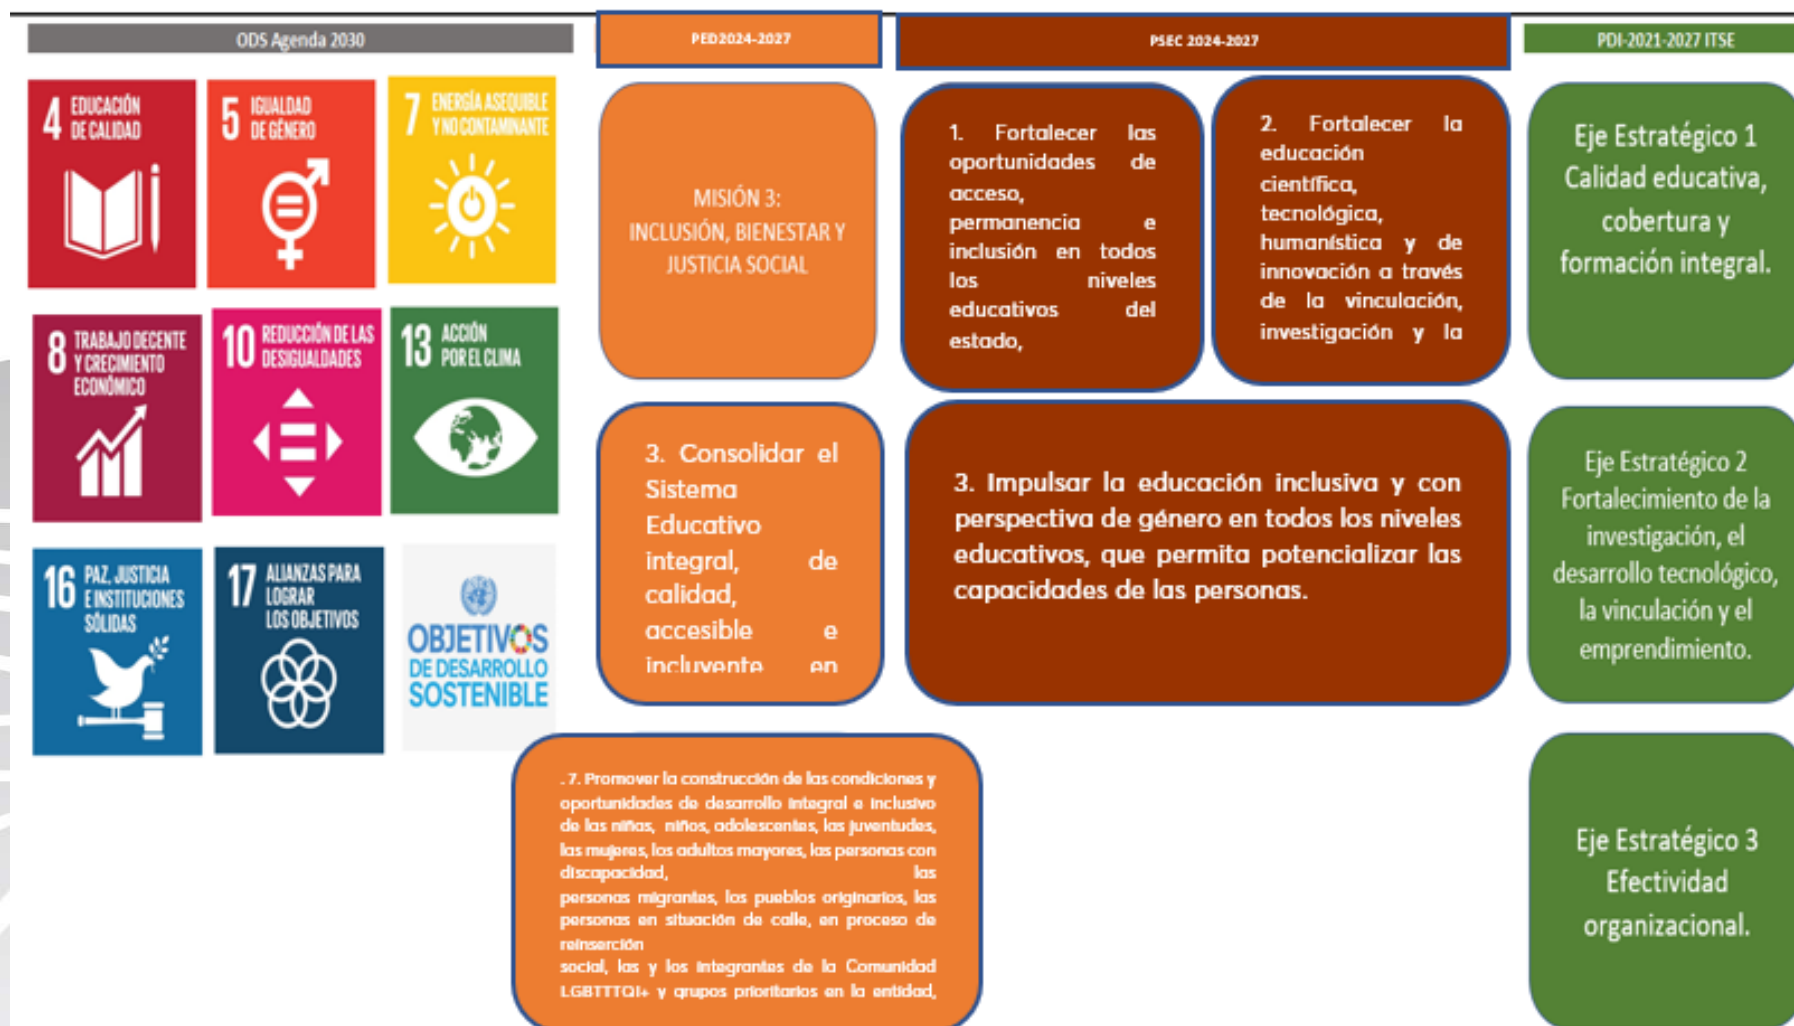 ODS Agenda 2030
4 EDUCACIÓN
DE CALIDAD
5 IGUALDAD
DE GÉNERO
7 ENERGÍA ASEQUIBLE
Y NO CONTAMINANTE
8 TRABAJO DECENTE
Y CRECIMIENTO
ECONÓMICO
10 REDUCCIÓN DE LAS
DESIGUALDADES
13 ACCIÓN
POR EL CLIMA
16 PAZ, JUSTICIA
E INSTITUCIONES
SÓLIDAS
17 ALIANZAS PARA
LOGRAR
LOS OBJETIVOS
OBJETIVOS
DE DESARROLLO
SOSTENIBLE
PED2024-2027
MISIÓN 3:
INCLUSIÓN, BIENESTAR Y
JUSTICIA SOCIAL
3. Consolidar el
Sistema
Educativo
integral, de
calidad,
accesible e
incluyente en
. 7. Promover la construcción de las condiciones y
oportunidades de desarrollo integral e inclusivo
de las niñas, niños, adolescentes, las juventudes,
las mujeres, los adultos mayores, las personas con
discapacidad, las
personas migrantes, los pueblos originarios, las
personas en situación de calle, en proceso de
reinserción
social, las y los integrantes de la Comunidad
LGBTTTQI+ y grupos prioritarios en la entidad,
PSEC 2024-2027
1. Fortalecer las
oportunidades de
acceso,
permanencia e
inclusión en todos
los niveles
educativos del
estado,
2. Fortalecer la
educación
científica,
tecnológica,
humanística y de
innovación a través
de la vinculación,
investigación y la
3. Impulsar la educación inclusiva y con
perspectiva de género en todos los niveles
educativos, que permita potencializar las
capacidades de las personas.
PDI-2021-2027 ITSE
Eje Estratégico 1
Calidad educativa,
cobertura y
formación integral.
Eje Estratégico 2
Fortalecimiento de la
investigación, el
desarrollo tecnológico,
la vinculación y el
emprendimiento.
Eje Estratégico 3
Efectividad
organizacional.